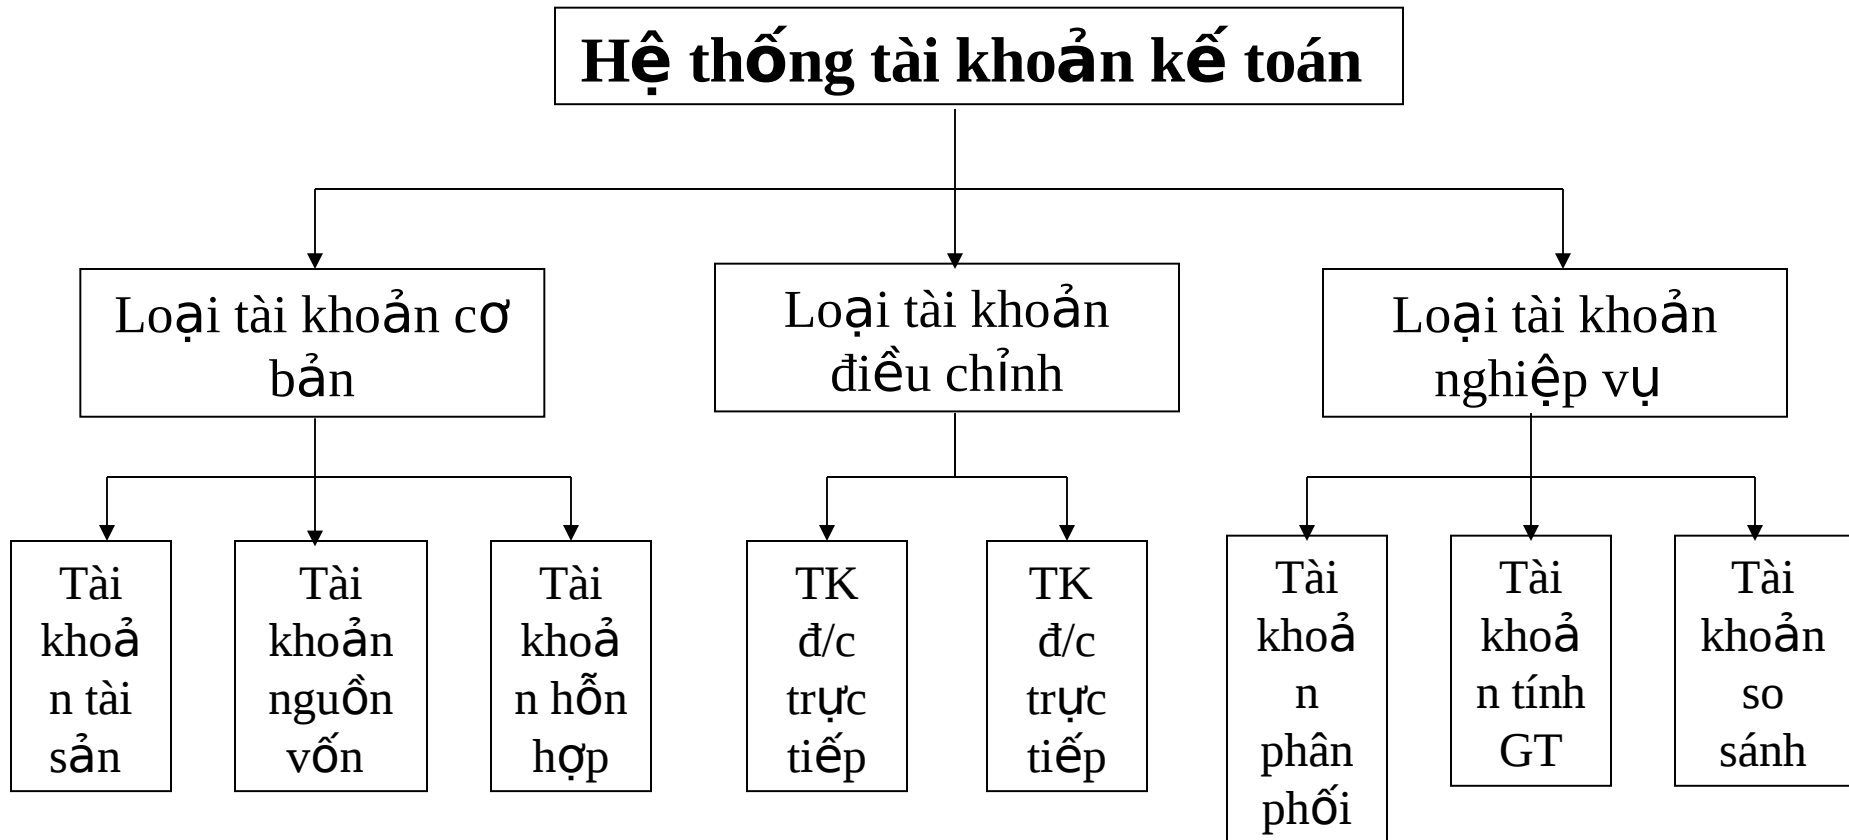 Hệ thống tài khoản kế toán
Loại tài khoản cơ
bản
Loại tài khoản
điều chỉnh
Loại tài khoản
nghiệp vụ
Tài
khoả
n tài
sản
Tài
khoản
nguồn
vốn
Tài
khoả
n hỗn
hợp
TK
đ/c
trực
tiếp
TK
đ/c
trực
tiếp
Tài
khoả
n
phân
phối
Tài
khoả
n tính
GT
Tài
khoản
so
sánh